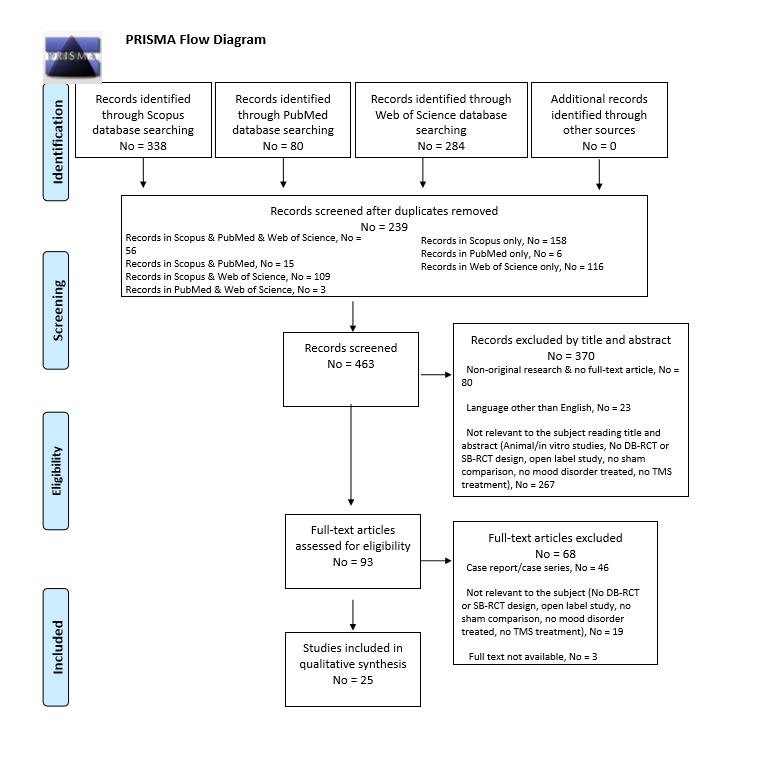 PRISMA Flow Diagram
PRISMA
Identification
Records identified
through Scopus
database searching
No = 338
Records identified
through PubMed
database searching
No = 80
Records identified through
Web of Science database
searching
No = 284
Additional records
identified through
other sources
No = 0
Records screened after duplicates removed
No = 239
Records in Scopus & PubMed & Web of Science, No =
56
Records in Scopus & PubMed, No = 15
Records in Scopus & Web of Science, No = 109
Records in PubMed & Web of Science, No = 3
Records in Scopus only, No = 158
Records in PubMed only, No = 6
Records in Web of Science only, No = 116
Screening
Records screened
No = 463
Records excluded by title and abstract
No = 370
Non-original research & no full-text article, No =
80
Language other than English, No = 23
Not relevant to the subject reading title and
abstract (Animal/in vitro studies, No DB-RCT or
SB-RCT design, open label study, no sham
comparison, no mood disorder treated, no TMS
treatment), No = 267
Eligibility
Full-text articles
assessed for eligibility
No = 93
Full-text articles excluded
No = 68
Case report/case series, No = 46
Not relevant to the subject (No DB-RCT
or SB-RCT design, open label study, no
sham comparison, no mood disorder
treated, no TMS treatment), No = 19
Full text not available, No = 3
Included
Studies included in
qualitative synthesis
No = 25